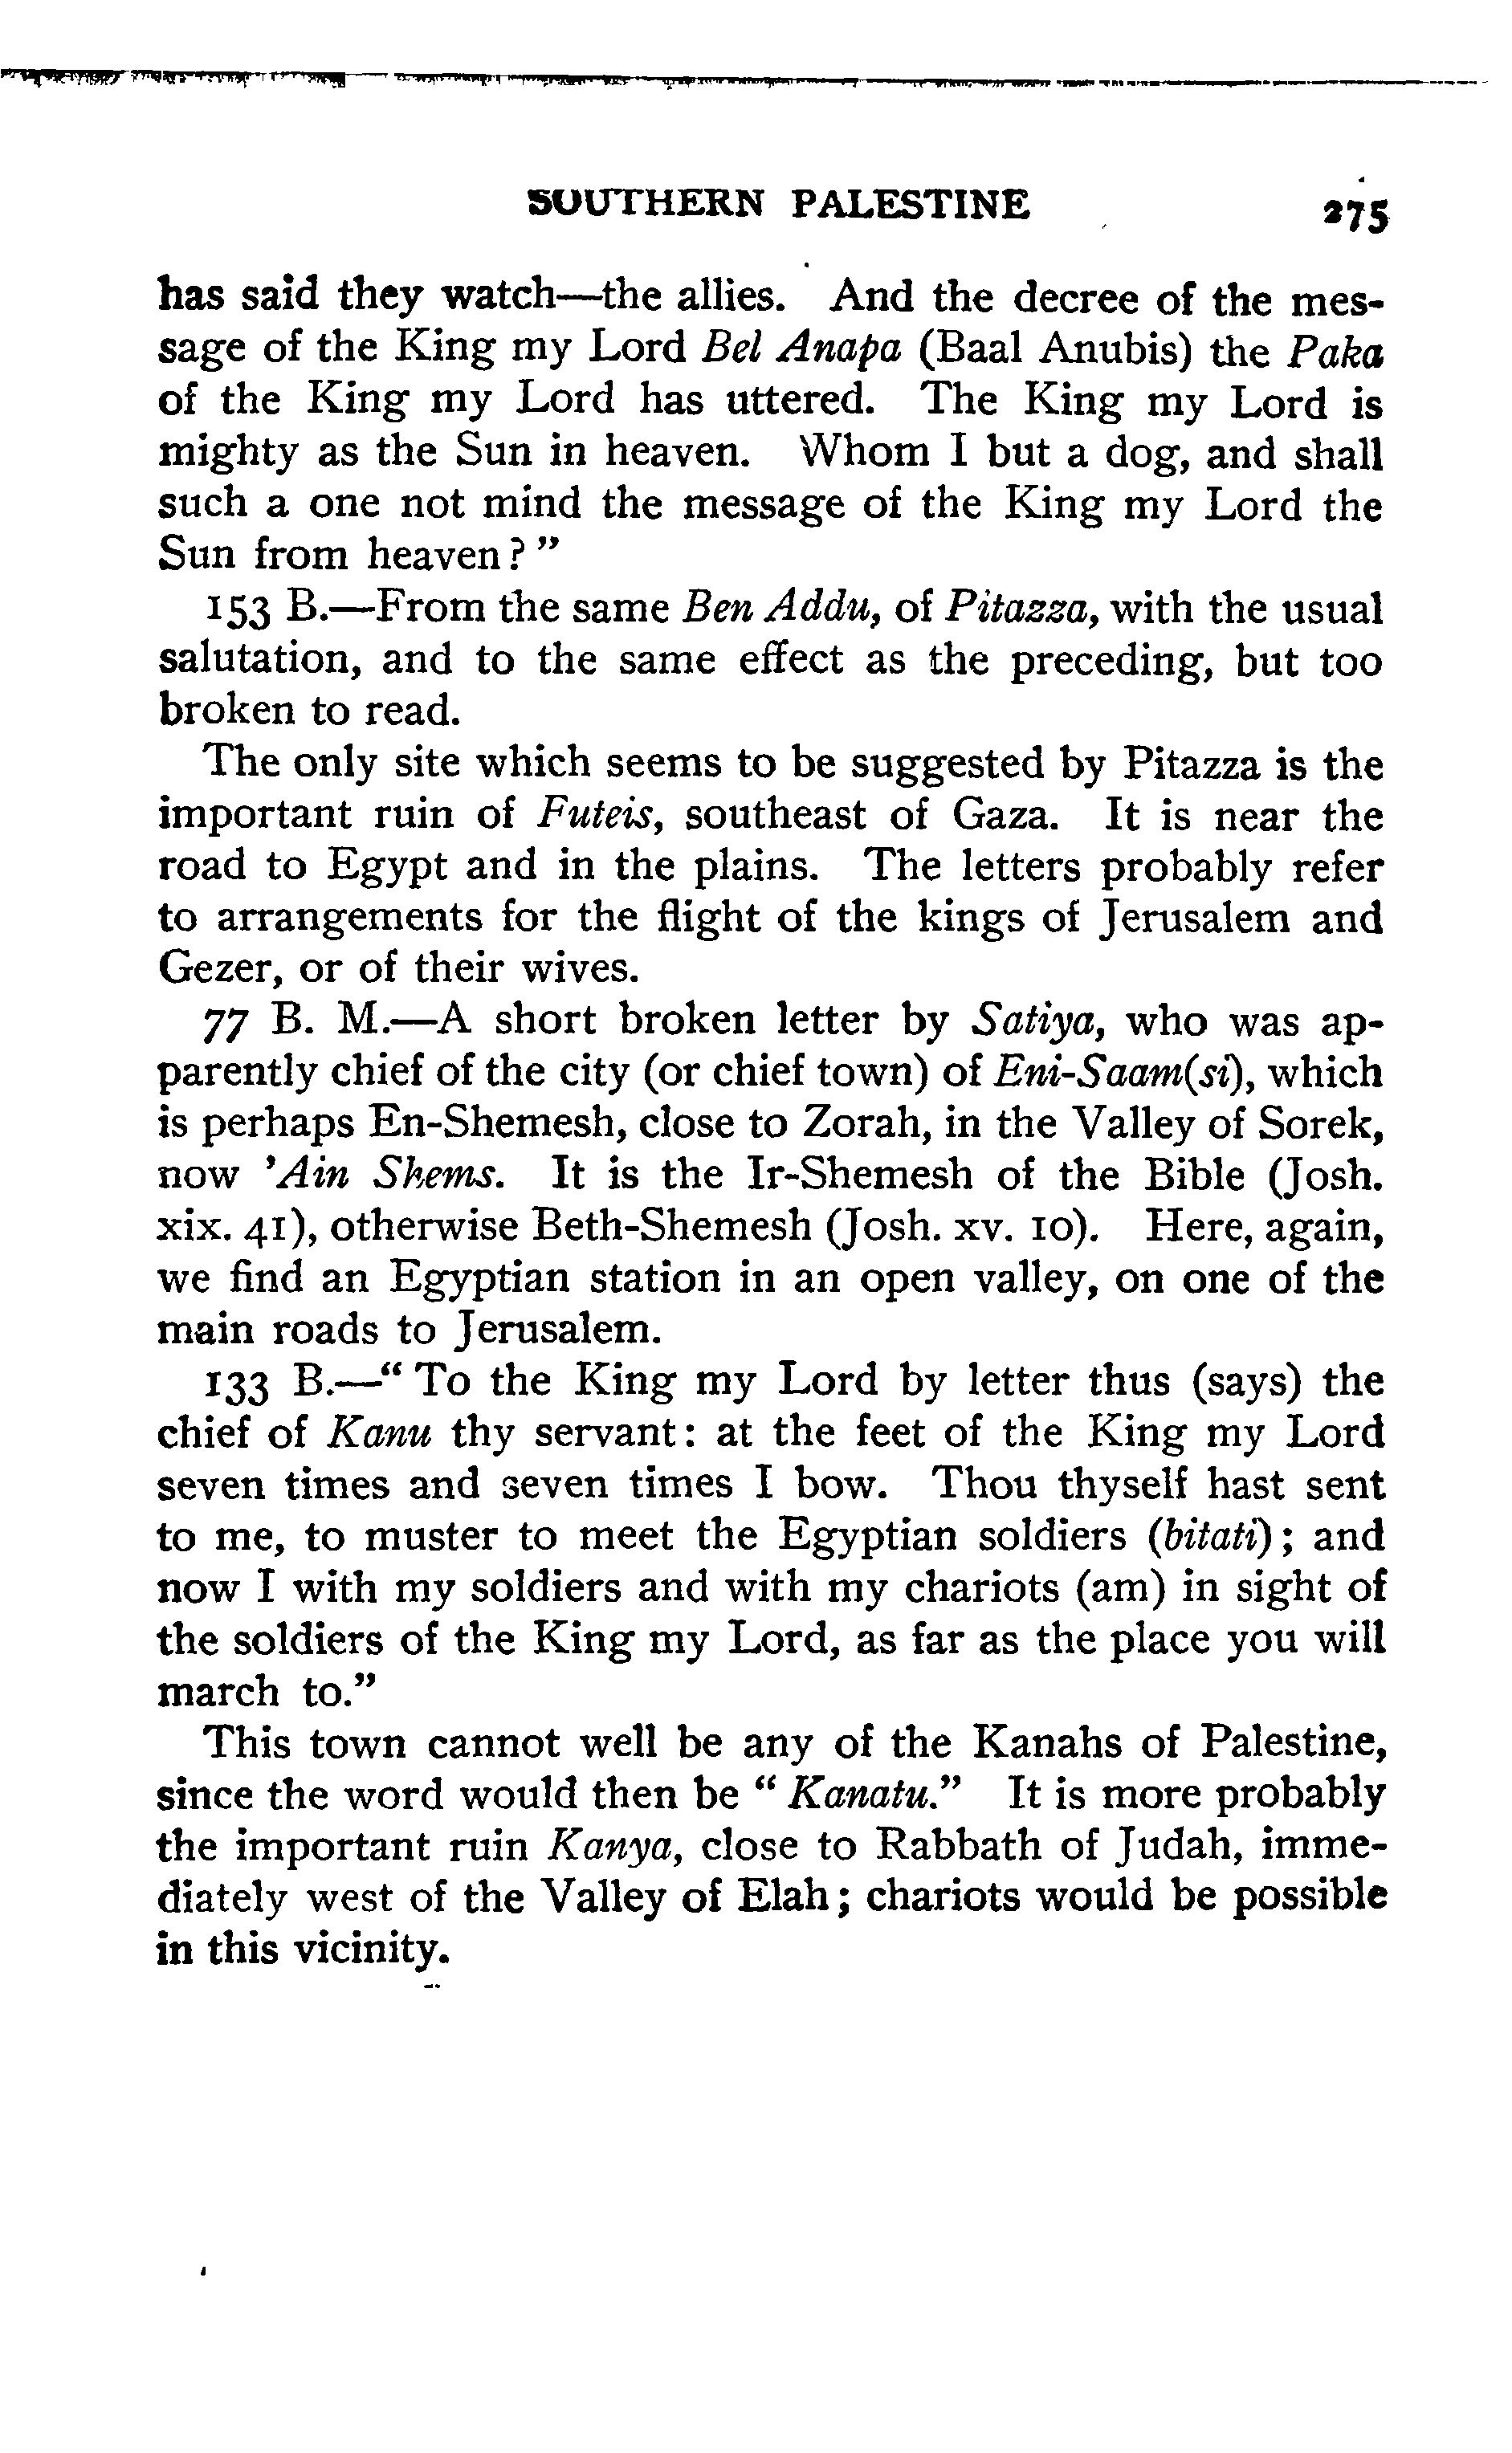 SOUTHERN PALESTINE 275
has said they watch—the allies. And the decree of the mes-
sage of the King my Lord Bel Anapa (Baal Anubis) the Paka
of the King my Lord has uttered. The King my Lord is
mighty as the Sun in heaven. Whom I but a dog, and shall
such a one not mind the message of the King my Lord the
Sun from heaven?"
153 B.—From the same Ben Addu, of Pitazza, with the usual
salutation, and to the same effect as the preceding, but too
broken to read.
The only site which seems to be suggested by Pitazza is the
important ruin of Futeis, southeast of Gaza. It is near the
road to Egypt and in the plains. The letters probably refer
to arrangements for the flight of the kings of Jerusalem and
Gezer, or of their wives.
77 B. M.—A short broken letter by Satiya, who was ap-
parently chief of the city (or chief town) of Eni-Saam(si), which
is perhaps En-Shemesh, close to Zorah, in the Valley of Sorek,
now 'Ain Shems. It is the Ir-Shemesh of the Bible (Josh.
xix. 41), otherwise Beth-Shemesh (Josh. xv. 10). Here, again,
we find an Egyptian station in an open valley, on one of the
main roads to Jerusalem.
133 B.—"To the King my Lord by letter thus (says) the
chief of Kanu thy servant: at the feet of the King my Lord
seven times and seven times I bow. Thou thyself hast sent
to me, to muster to meet the Egyptian soldiers (bitati); and
now I with my soldiers and with my chariots (am) in sight of
the soldiers of the King my Lord, as far as the place you will
march to."
This town cannot well be any of the Kanahs of Palestine,
since the word would then be "Kanatu." It is more probably
the important ruin Kanya, close to Rabbath of Judah, imme-
diately west of the Valley of Elah; chariots would be possible
in this vicinity.